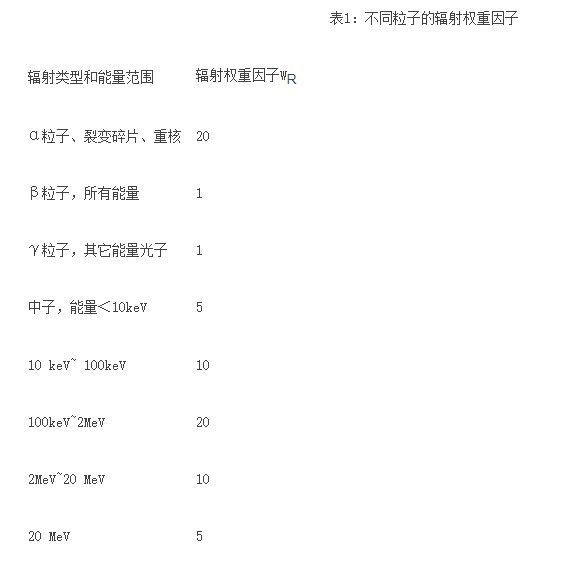 表1：不同粒子的辐射权重因子
辐射类型和能量范围 辐射权重因子wR
α粒子、裂变碎片、重核 20
β粒子，所有能量 1
γ粒子，其它能量光子 1
中子，能量＜10keV 5
10 keV~ 100keV 10
100keV~2MeV 20
2MeV~20 MeV 10
20 MeV 5